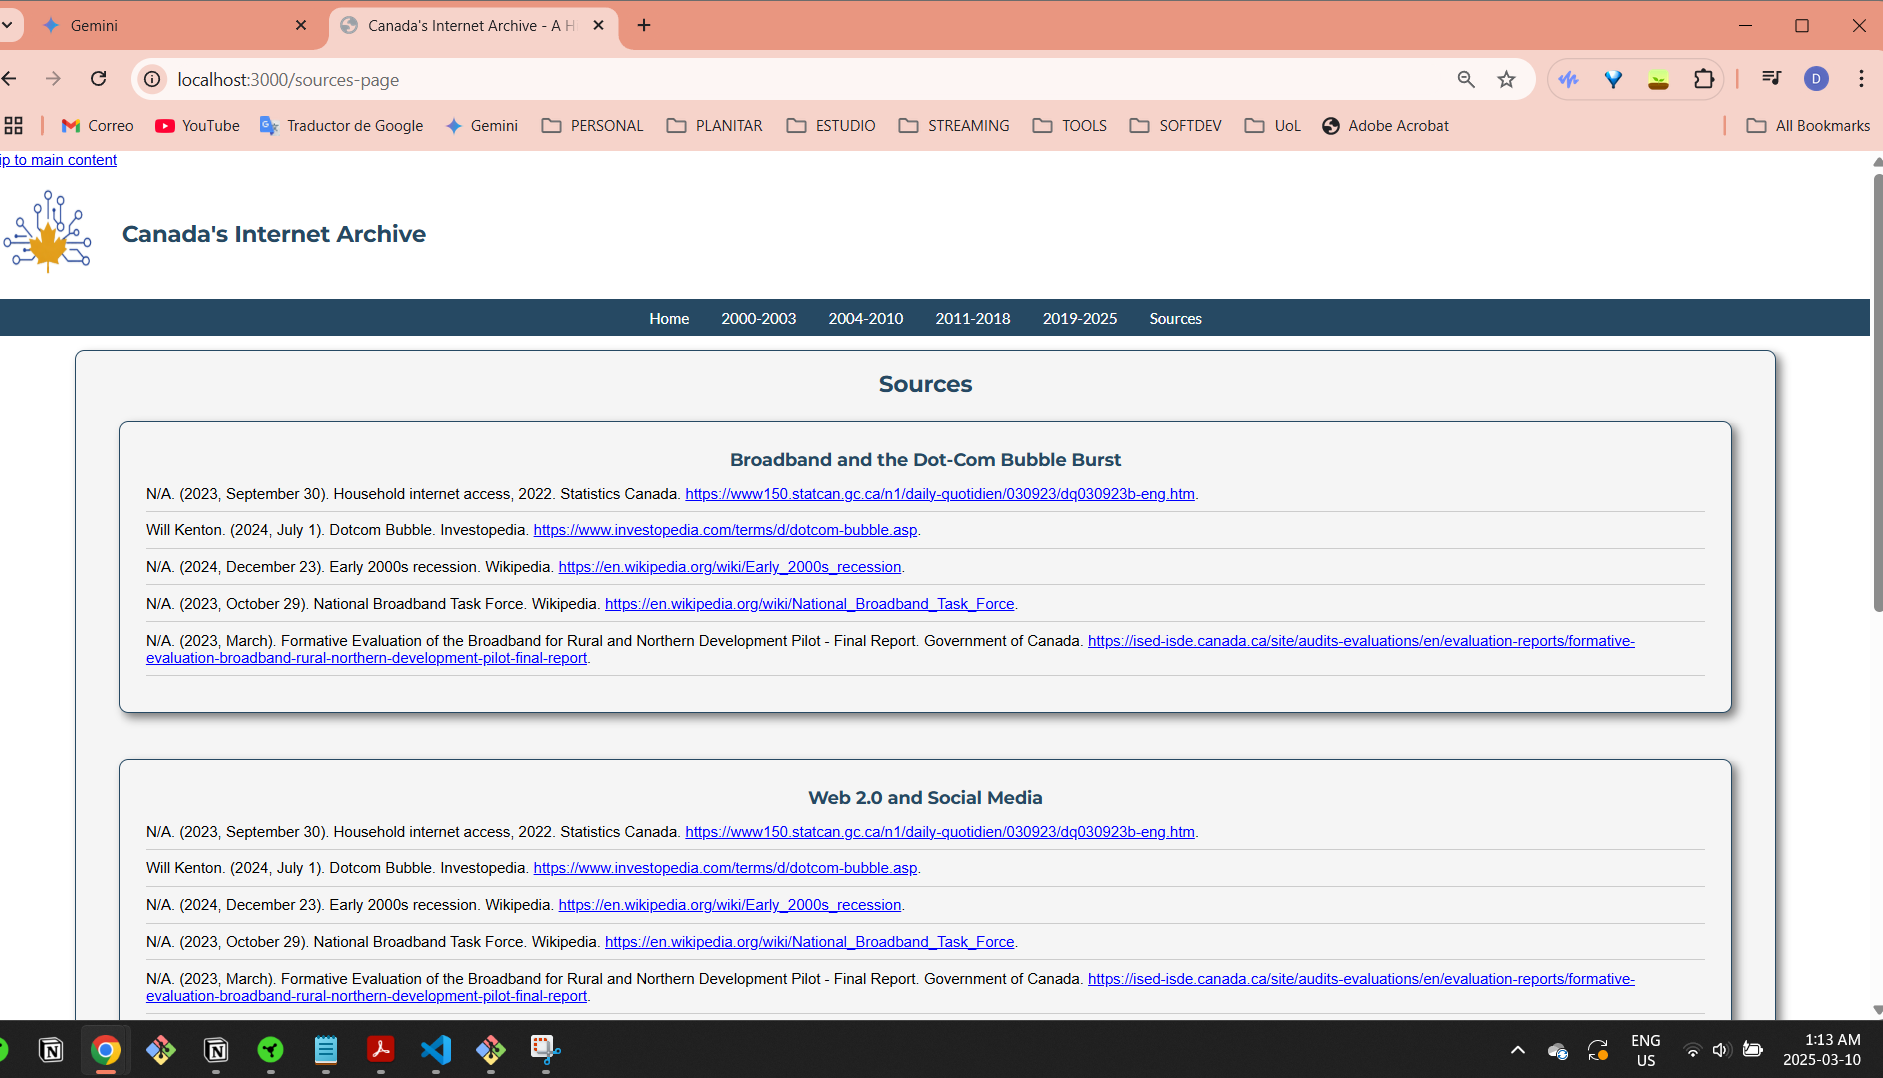 Gemini
Canada's Internet Archive - A H
localhost:3000/sources-page
D
Correo
YouTube
Traductor de Google
Gemini
PERSONAL
PLANITAR
ESTUDIO
STREAMING
TOOLS
SOFTDEV
UoL
Adobe Acrobat
All Bookmarks
ip to main content
Canada's Internet Archive
Home
2000-2003
2004-2010
2011-2018
2019-2025
Sources
Sources
Broadband and the Dot-Com Bubble Burst
N/A. (2023, September 30). Household internet access, 2022. Statistics Canada. https://www150.statcan.gc.ca/n1/daily-quotidien/030923/dq030923b-eng.htm.
Will Kenton. (2024, July 1). Dotcom Bubble. Investopedia. https://www.investopedia.com/terms/d/dotcom-bubble.asp.
N/A. (2024, December 23). Early 2000s recession. Wikipedia. https://en.wikipedia.org/wiki/Early_2000s_recession.
N/A. (2023, October 29). National Broadband Task Force. Wikipedia. https://en.wikipedia.org/wiki/National_Broadband_Task_Force.
N/A. (2023, March). Formative Evaluation of the Broadband for Rural and Northern Development Pilot - Final Report. Government of Canada. https://ised-isde.canada.ca/site/audits-evaluations/en/evaluation-reports/formative-
evaluation-broadband-rural-northern-development-pilot-final-report.
Web 2.0 and Social Media
N/A. (2023, September 30). Household internet access, 2022. Statistics Canada. https://www150.statcan.gc.ca/n1/daily-quotidien/030923/dq030923b-eng.htm.
Will Kenton. (2024, July 1). Dotcom Bubble. Investopedia. https://www.investopedia.com/terms/d/dotcom-bubble.asp.
N/A. (2024, December 23). Early 2000s recession. Wikipedia. https://en.wikipedia.org/wiki/Early_2000s_recession.
N/A. (2023, October 29). National Broadband Task Force. Wikipedia. https://en.wikipedia.org/wiki/National_Broadband_Task_Force.
N/A. (2023, March). Formative Evaluation of the Broadband for Rural and Northern Development Pilot - Final Report. Government of Canada. https://ised-isde.canada.ca/site/audits-evaluations/en/evaluation-reports/formative-
evaluation-broadband-rural-northern-development-pilot-final-report.
ENG
US
1:13 AM
2025-03-10